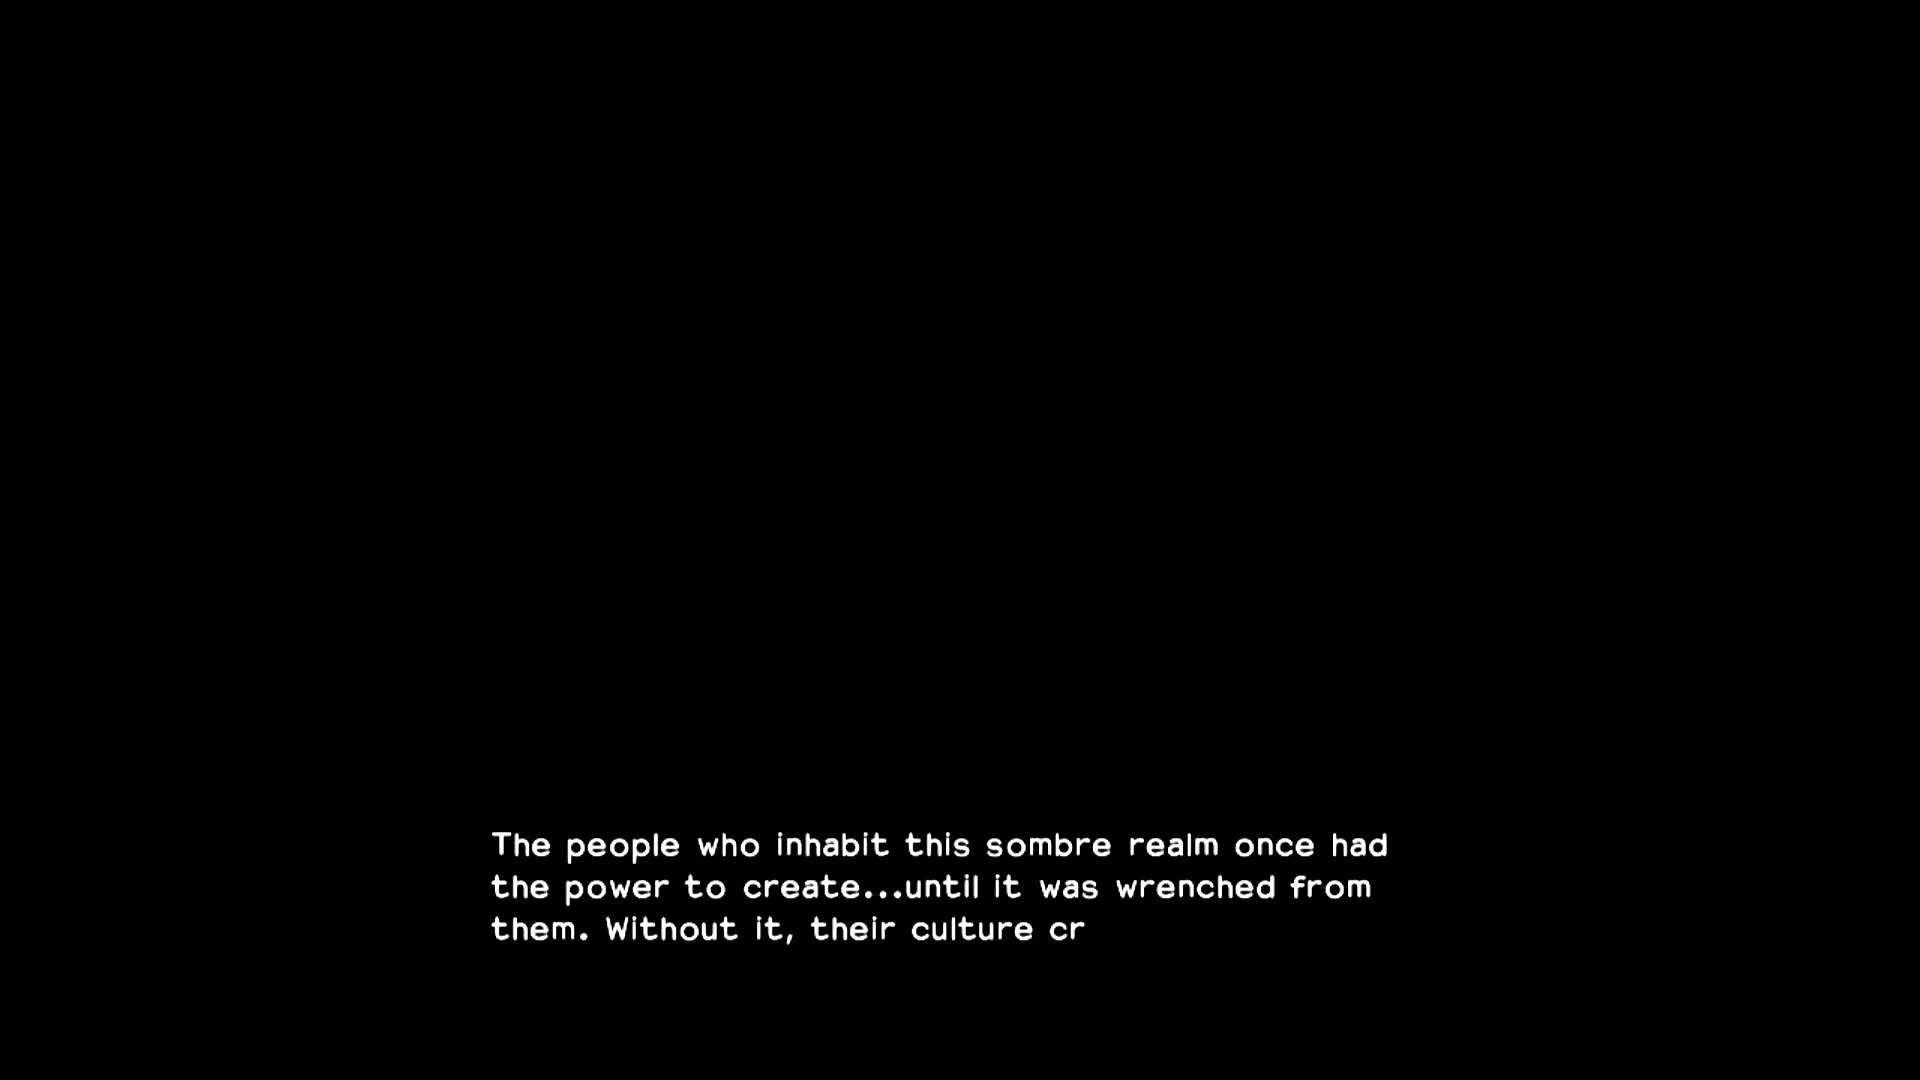 The people who inhabit this sombre realm once had
the power to create...until it was wrenched from
them. Without it, their culture cr